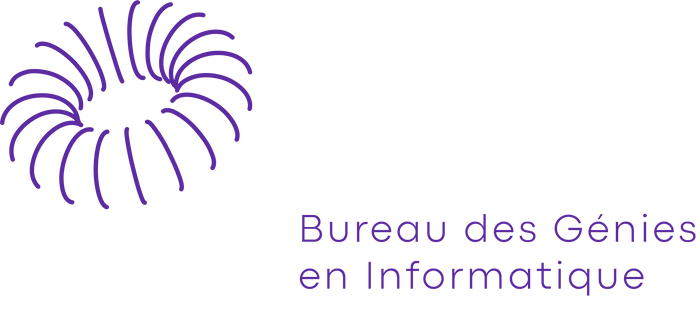 Bureau des Génies
en Informatique